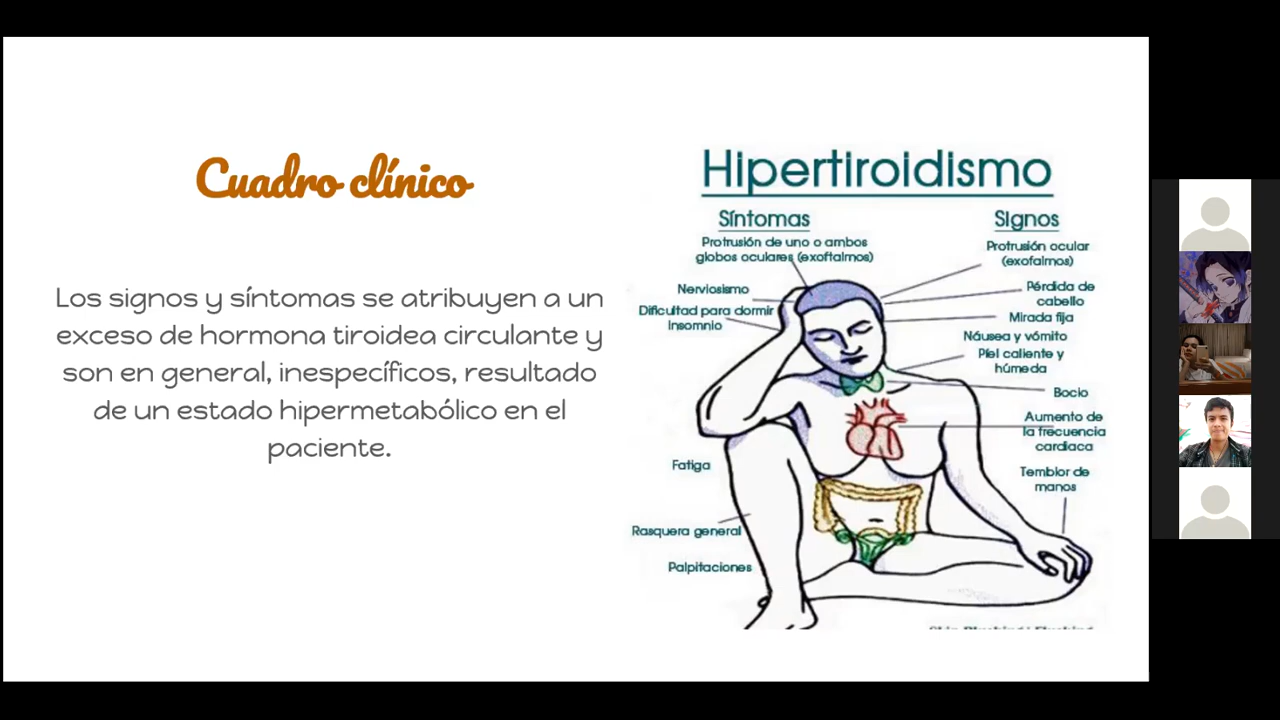 Cuadro clínico
Los signos y síntomas se atribuyen a un
exceso de hormona tiroidea circulante y
son en general, inespecíficos, resultado
de un estado hipermetabólico en el
paciente.
Hipertiroidismo
Síntomas
Protrusión de uno o ambos
globos oculares (exoftalmos)
Nerviosismo
Dificultad para dormir
Insomnio
Fatiga
Rasquera general
Palpitaciones
Signos
Protrusión ocular
(exofalmos)
Pérdida de
cabello
Mirada fija
Náusea y vómito
Piel caliente y
húmeda
Bocio
Aumento de
la frecuencia
cardíaca
Temblor de
manos